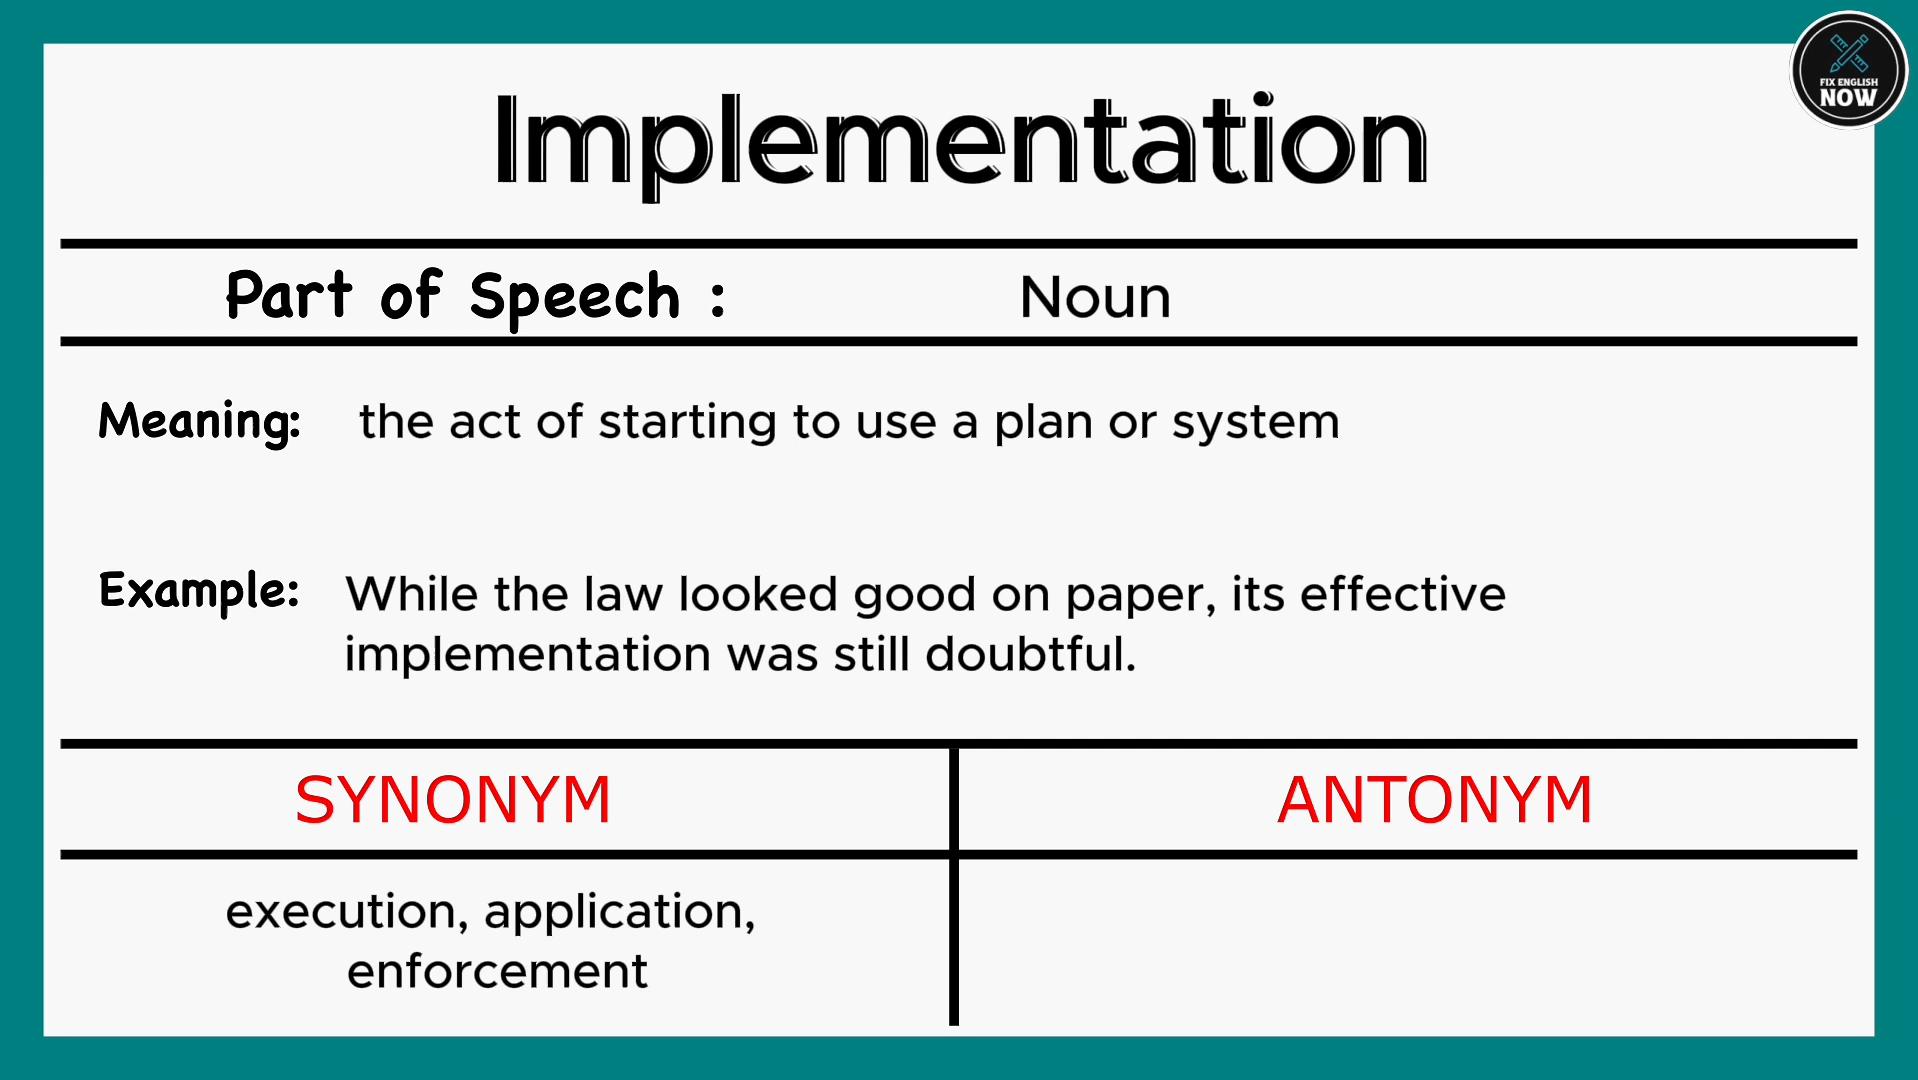 FIX ENGLISH
NOW
Implementation
Part of Speech : Noun
Meaning: the act of starting to use a plan or system
Example: While the law looked good on paper, its effective
implementation was still doubtful.
SYNONYM ANTONYM
execution, application,
enforcement